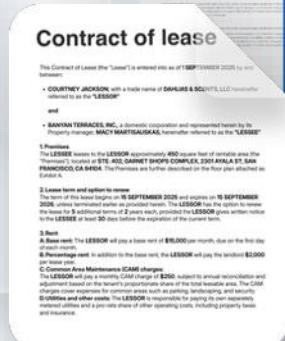 Contract of lease
This Contract of Lease (the "Lease") is entered into as of 1 SEPTEMBER 2025 by and
between:
• COURTNEY JACKSON, with a trade name of DAHLIAS & SCENTS, LLC hereinafter
referred to as the "LESSOR"
and
• BANYAN TERRACES, INC., a domestic corporation and represented herein by its
Property manager, MACY MARTISAUSKAS, hereinafter referred to as the "LESSEE"
1. Premises
The LESSEE leases to the LESSOR approximately 450 square feet of rentable area (the
"Premises"), located at STE. 402, GARNET SHOPS COMPLEX, 2301 AYALA ST, SAN
FRANCISCO, CA 94104. The Premises are further described on the floor plan attached as
Exhibit A.
2. Lease term and option to renew
The term of this lease begins on 15 SEPTEMBER 2025 and expires on 15 SEPTEMBER
2026, unless terminated earlier as provided herein. The LESSOR has the option to renew
the lease for 5 additional terms of 2 years each, provided the LESSOR gives written notice
to the LESSEE at least 30 days before the expiration of the current term.
3. Rent
A: Base rent: The LESSOR will pay a base rent of $15,000 per month, due on the first day
of each month.
B: Percentage rent: In addition to the base rent, the LESSOR will pay the landlord $2,000
per lease year.
C: Common Area Maintenance (CAM) charges:
The LESSOR will pay a monthly CAM charge of $250, subject to annual reconciliation and
adjustment based on the tenant's proportionate share of the total leasable area. The CAM
charges cover expenses for common areas such as parking, landscaping, and security.
D: Utilities and other costs: The LESSOR is responsible for paying its own separately
metered utilities and a pro-rata share of other operating costs, including property taxes
and insurance.